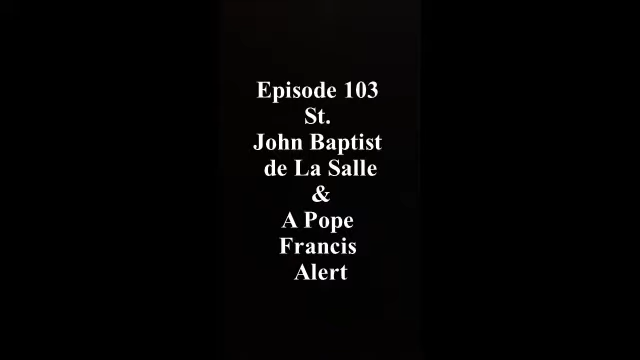 Episode 103
St.
John Baptist
de La Salle
&
A Pope
Francis
Alert